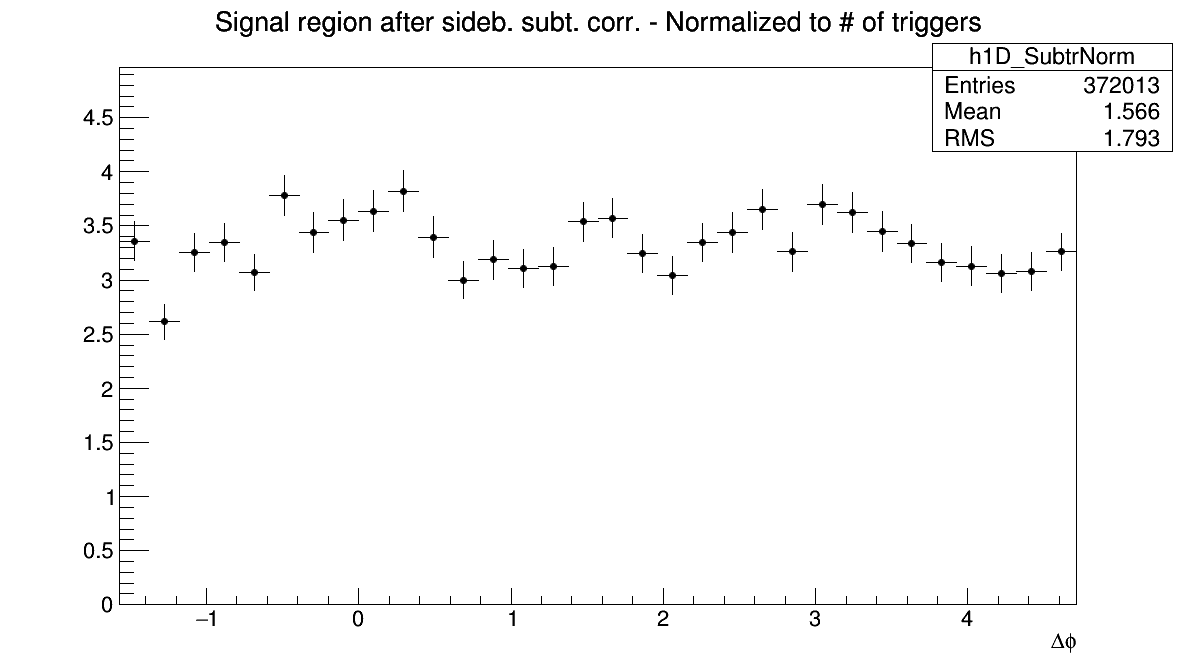 Signal region after sideb. subt. corr. - Normalized to # of triggers
h1D_SubtrNorm
Entries 372013
Mean 1.566
RMS 1.793
4.5
4
3.5
3
2.5
2
1.5
1
0.5
0
−1 0 1 2 3 4
Δϕ